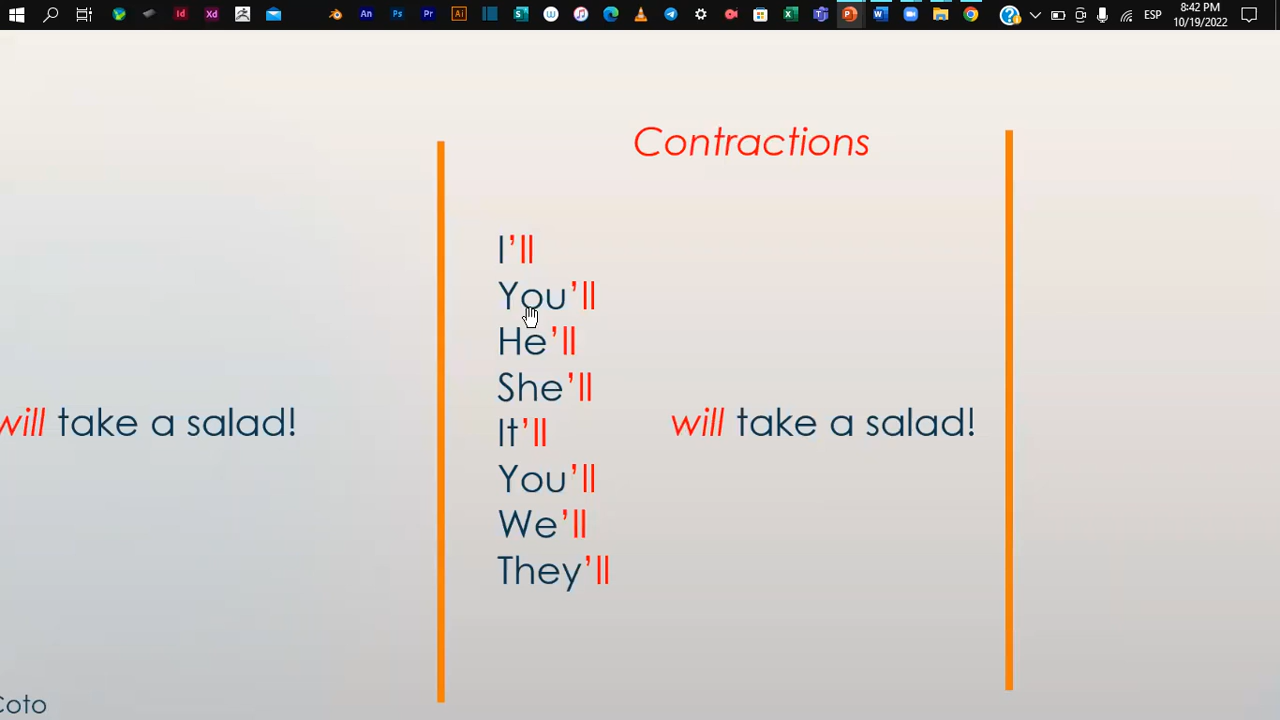 ESP
8:42 PM
10/19/2022
Contractions
I’ll
You’ll
He’ll
She’ll
will take a salad!
It’ll
will take a salad!
You’ll
We’ll
They’ll
Coto